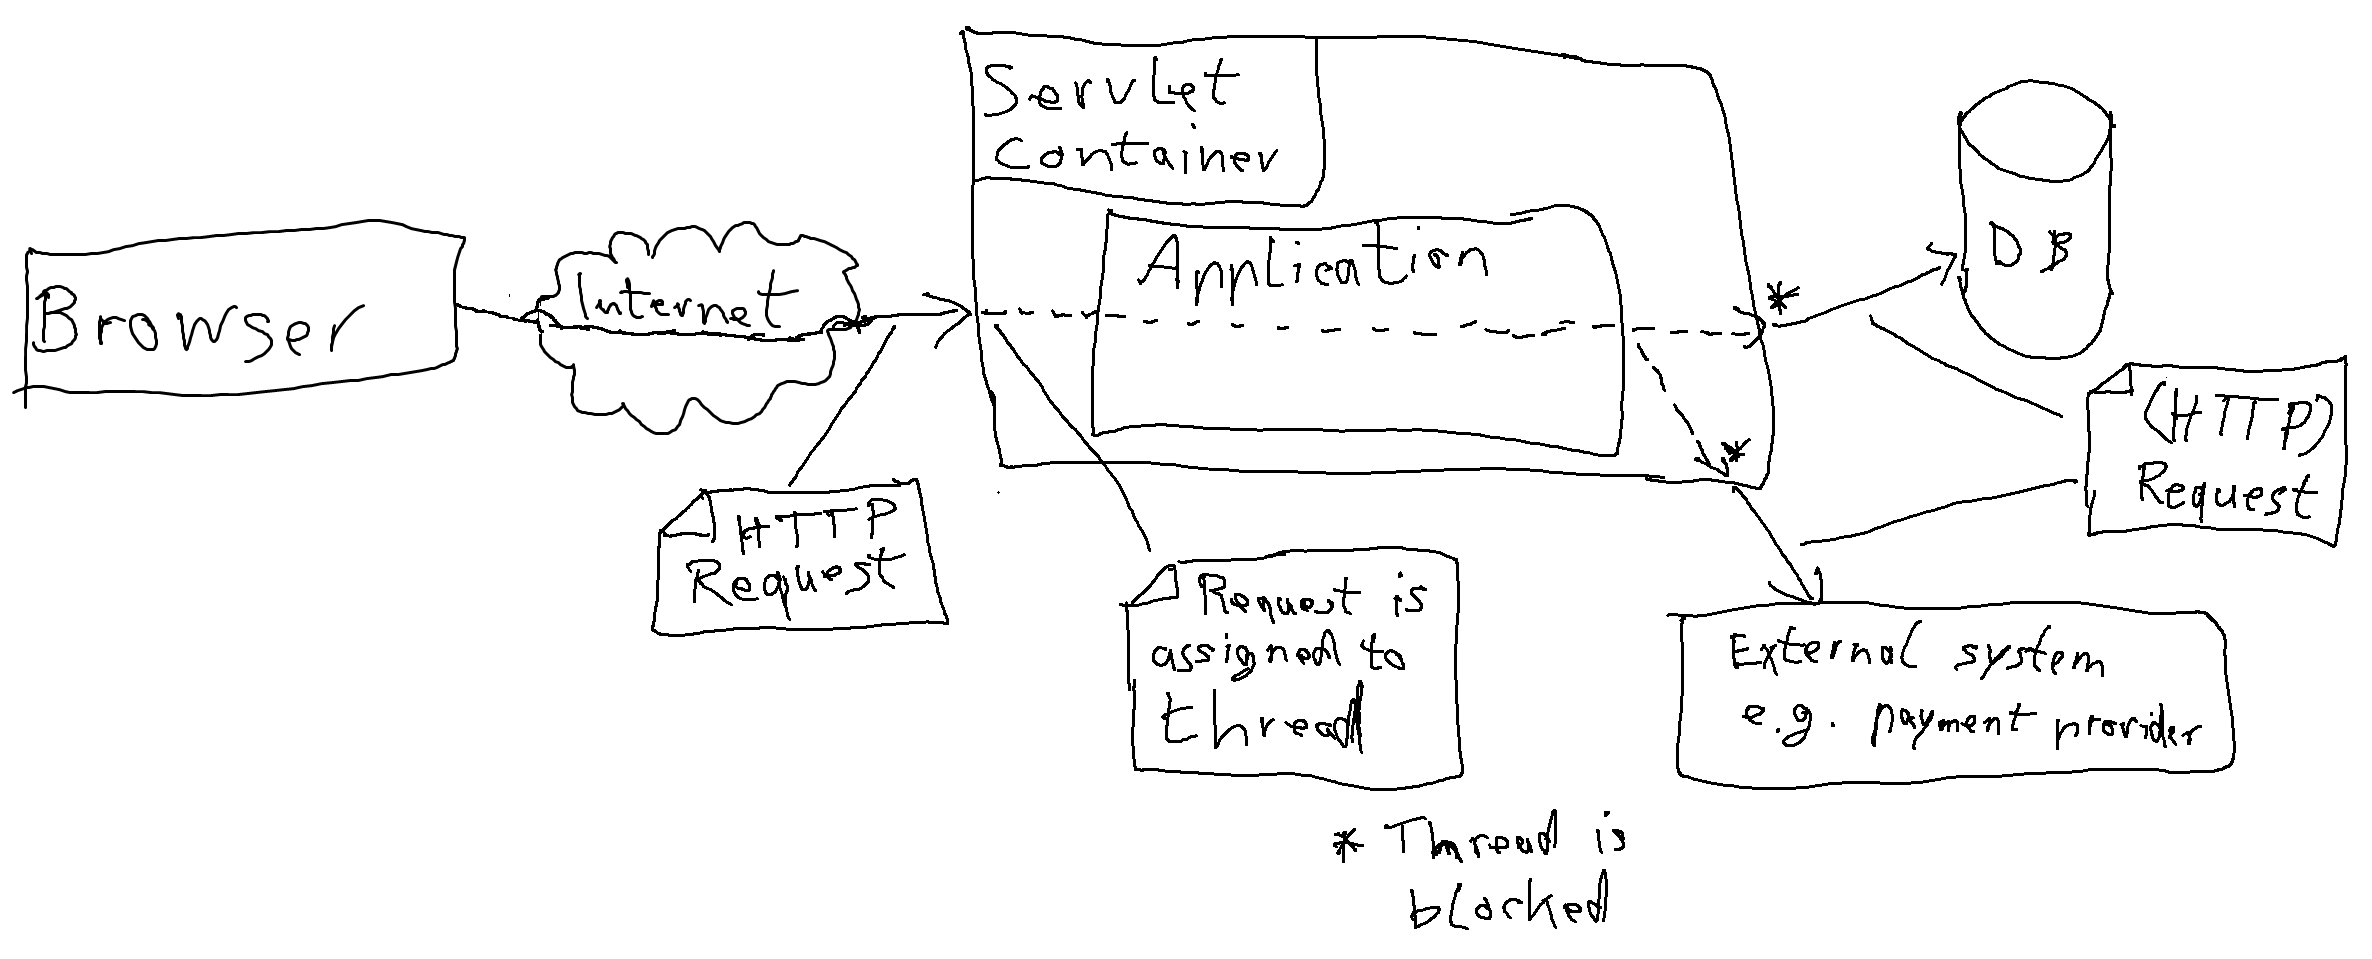 Servlet
Container
Browser
Internet
Application
DB
HTTP
Request
Request is
assigned to
thread
(HTTP)
Request
External system
e.g. payment provider
* Thread is
blocked
*
*